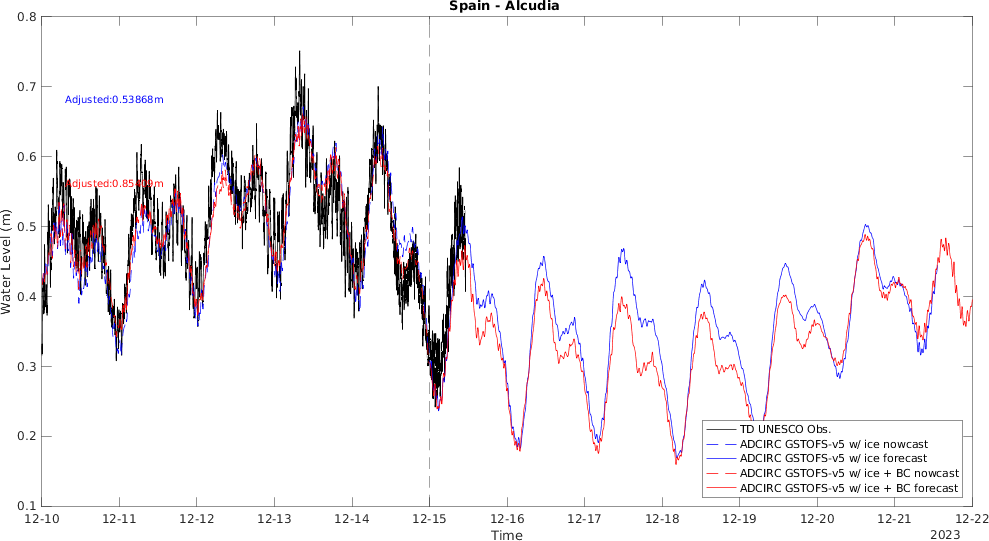 Spain - Alcudia
0.8
0.7
0.6
0.5
0.4
0.3
0.2
0.1
Water Level (m)
Adjusted:0.53868m
TD UNESCO Obs.
ADCIRC GSTOFS-v5 w/ ice nowcast
ADCIRC GSTOFS-v5 w/ ice forecast
ADCIRC GSTOFS-v5 w/ ice + BC nowcast
ADCIRC GSTOFS-v5 w/ ice + BC forecast
12-10 12-11 12-12 12-13 12-14 12-15 12-16 12-17 12-18 12-19 12-20 12-21 12-22
Time
2023